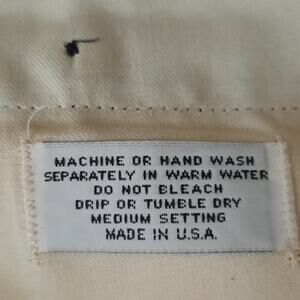 MACHINE OR HAND WASH
SEPARATELY IN WARM WATER
DO NOT BLEACH
DRIP OR TUMBLE DRY
MEDIUM SETTING
MADE IN U.S.A.